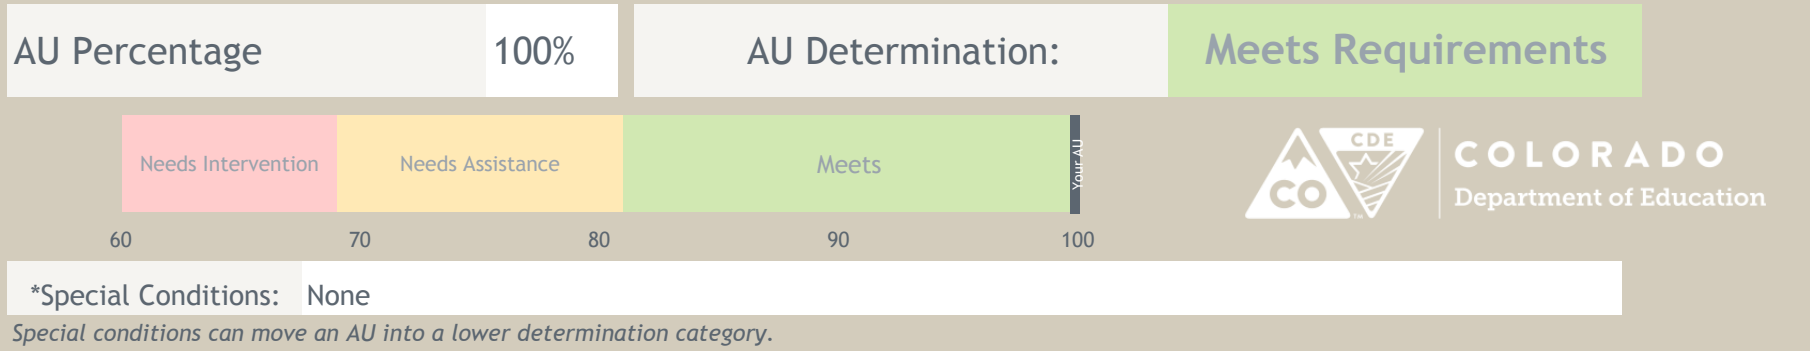 AU Percentage 100% AU Determination: Meets Requirements
Needs Intervention Needs Assistance Meets Your AU
60 70 80 90 100
CDE
CO
COLORADO
Department of Education
*Special Conditions: None
Special conditions can move an AU into a lower determination category.